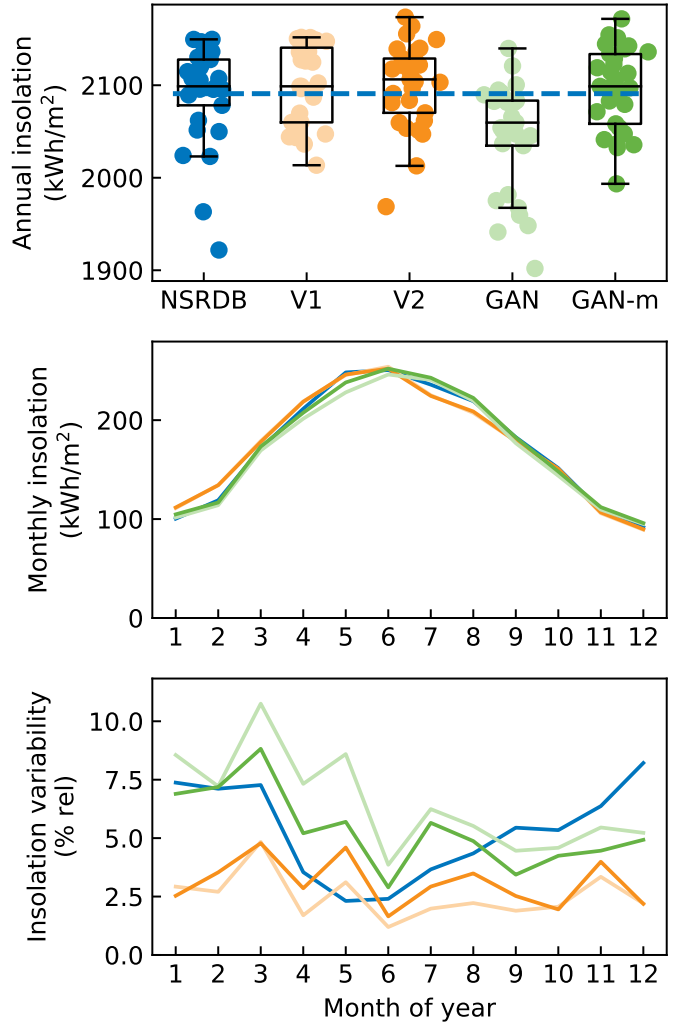 Annual insolation
(kWh/m²)
2100
2000
1900
NSRDB V1 V2 GAN GAN-m
Monthly insolation
(kWh/m²)
200
100
0
1 2 3 4 5 6 7 8 9 10 11 12
Insolation variability
(% rel)
10.0
7.5
5.0
2.5
0.0
1 2 3 4 5 6 7 8 9 10 11 12
Month of year